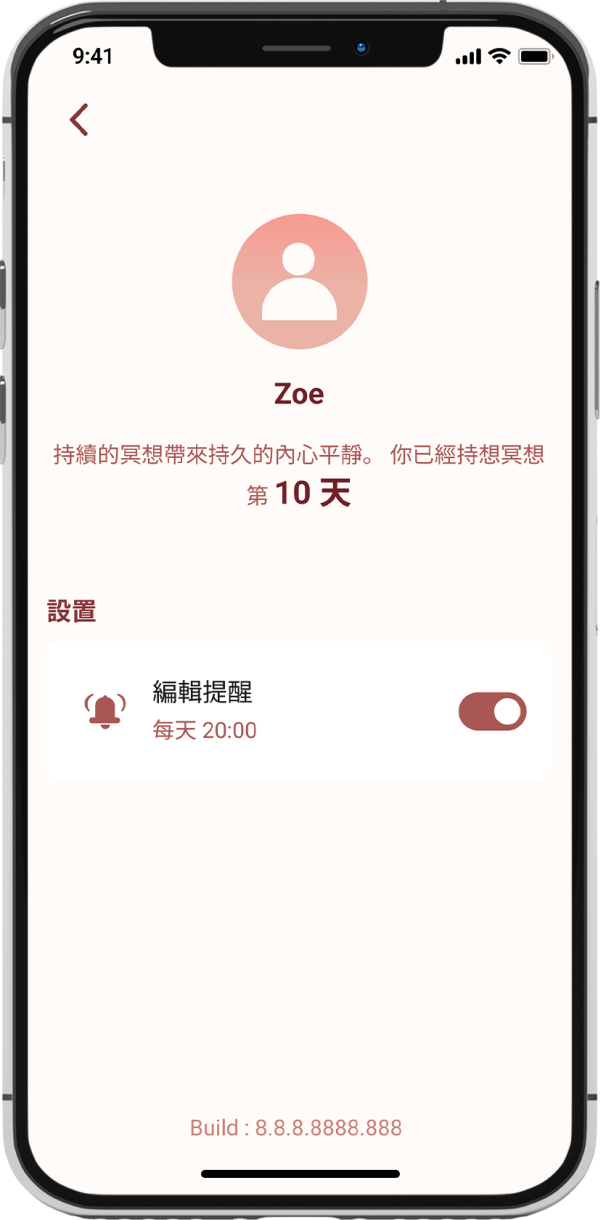 9:41
Zoe
持續的冥想帶來持久的內心平靜。 你已經持想冥想
第 10 天
設置
編輯提醒
每天 20:00
Build : 8.8.8.8888.888